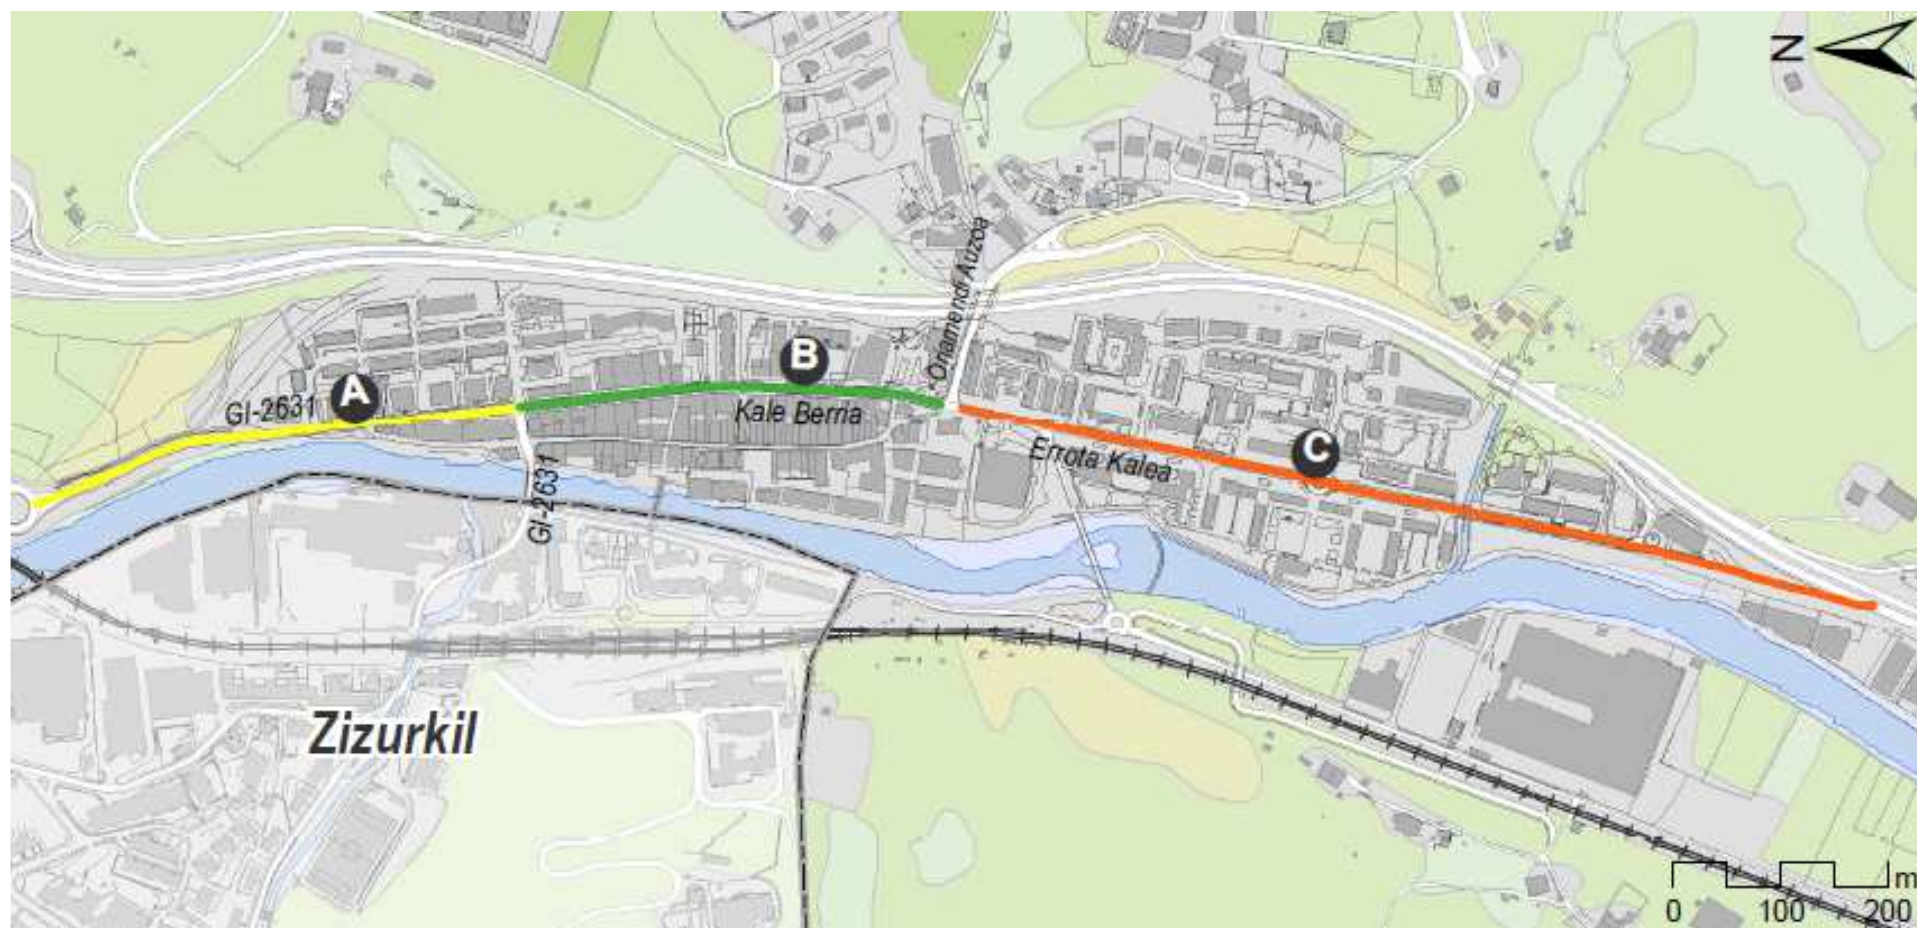 N
Onamendi Auzoa
B
A
GI-2631
Kale Berria
C
Errota Kalea
GI-2631
Zizurkil
m
0 100 200